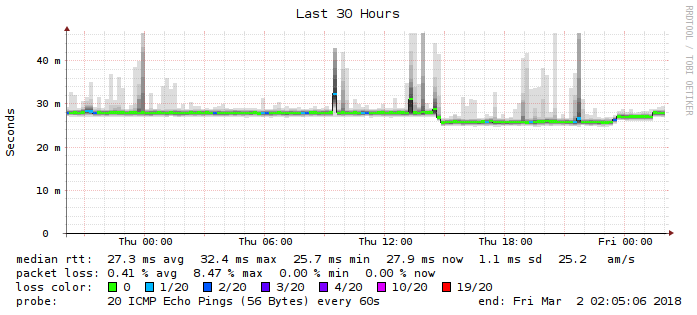 Last 30 Hours
RRDTOOL / TOBI OETIKER
Seconds
40 m
30 m
20 m
10 m
0
Thu 00:00 Thu 06:00 Thu 12:00 Thu 18:00 Fri 00:00
median rtt: 27.3 ms avg 32.4 ms max 25.7 ms min 27.9 ms now 1.1 ms sd 25.2 am/s
packet loss: 0.41 % avg 8.47 % max 0.00 % min 0.00 % now
loss color: 0 1/20 2/20 3/20 4/20 10/20 19/20
probe: 20 ICMP Echo Pings (56 Bytes) every 60s end: Fri Mar 2 02:05:06 2018